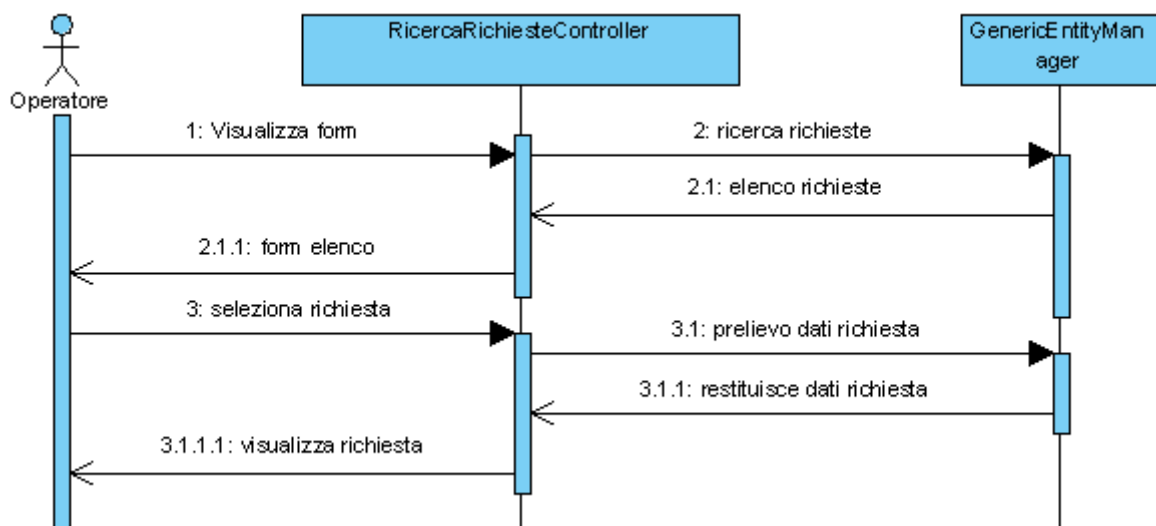 Operatore
RicercaRichiesteController
GenericEntityMan
ager
1: Visualizza form
2: ricerca richieste
2.1: elenco richieste
2.1.1: form elenco
3: seleziona richiesta
3.1: prelievo dati richiesta
3.1.1: restituisce dati richiesta
3.1.1.1: visualizza richiesta